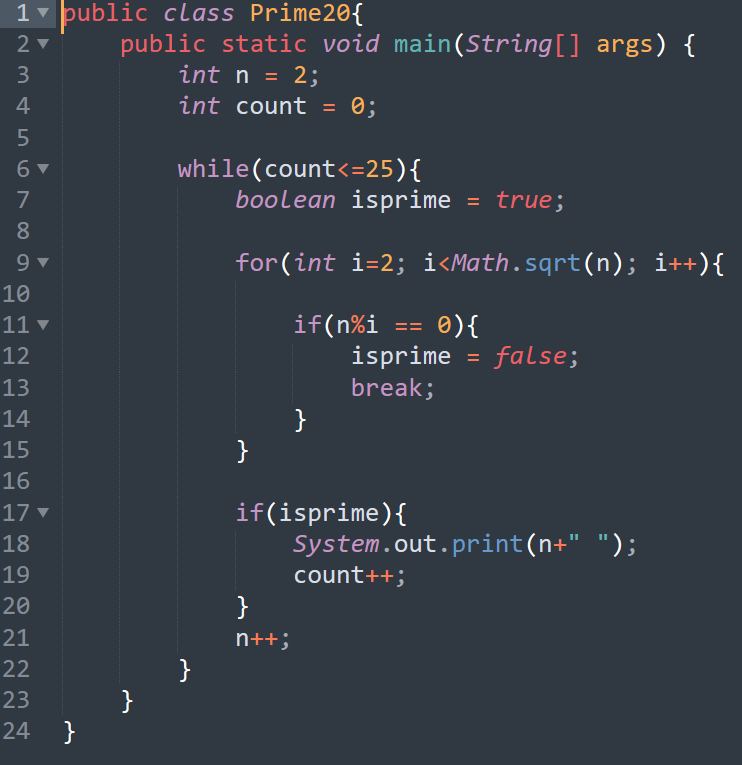 1 public class Prime20{
2     public static void main(String[] args) {
3         int n = 2;
4         int count = 0;
5
6         while(count<=25){
7             boolean isprime = true;
8
9             for(int i=2; i<Math.sqrt(n); i++){
10
11                 if(n%i == 0){
12                     isprime = false;
13                     break;
14                 }
15             }
16
17             if(isprime){
18                 System.out.print(n+" ");
19                 count++;
20             }
21             n++;
22         }
23     }
24 }